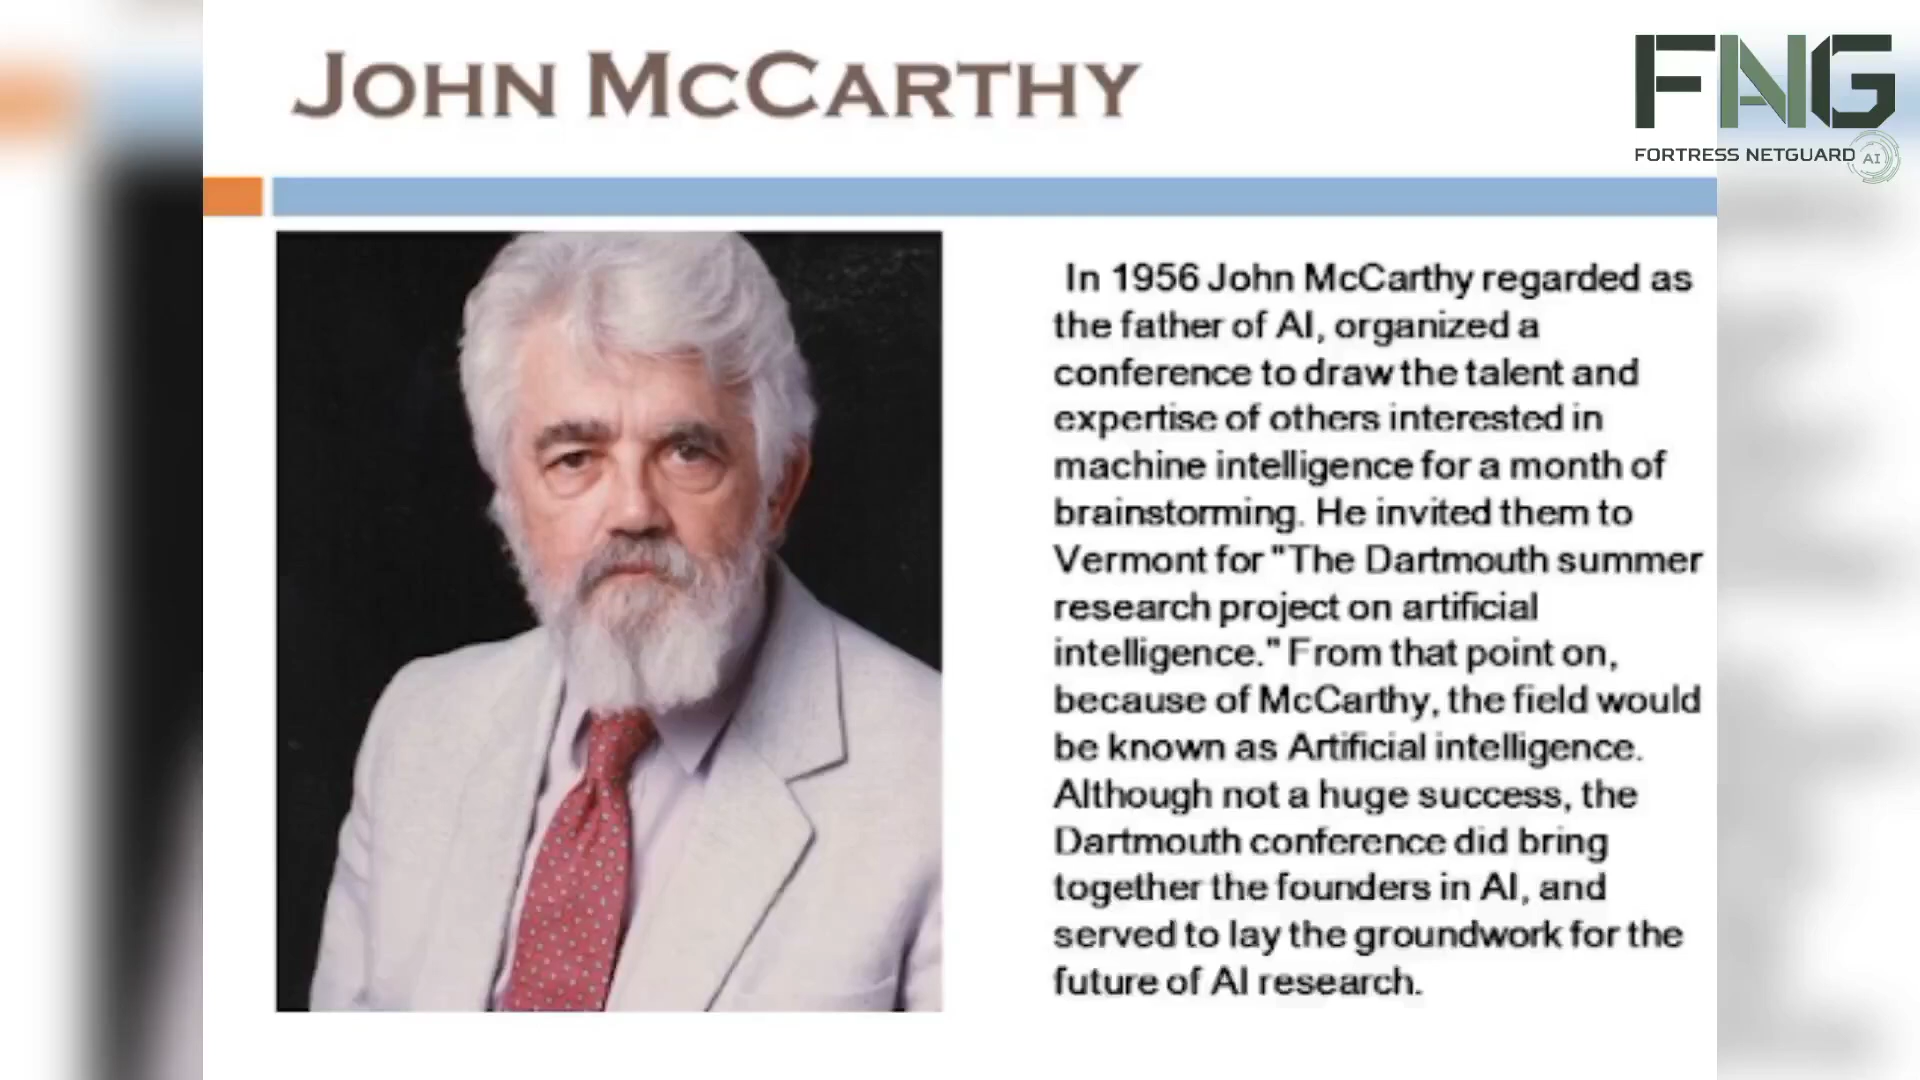 JOHN MCCARTHY
FNG
FORTRESS NETGUARD
AI
In 1956 John McCarthy regarded as
the father of AI, organized a
conference to draw the talent and
expertise of others interested in
machine intelligence for a month of
brainstorming. He invited them to
Vermont for "The Dartmouth summer
research project on artificial
intelligence." From that point on,
because of McCarthy, the field would
be known as Artificial intelligence.
Although not a huge success, the
Dartmouth conference did bring
together the founders in AI, and
served to lay the groundwork for the
future of AI research.